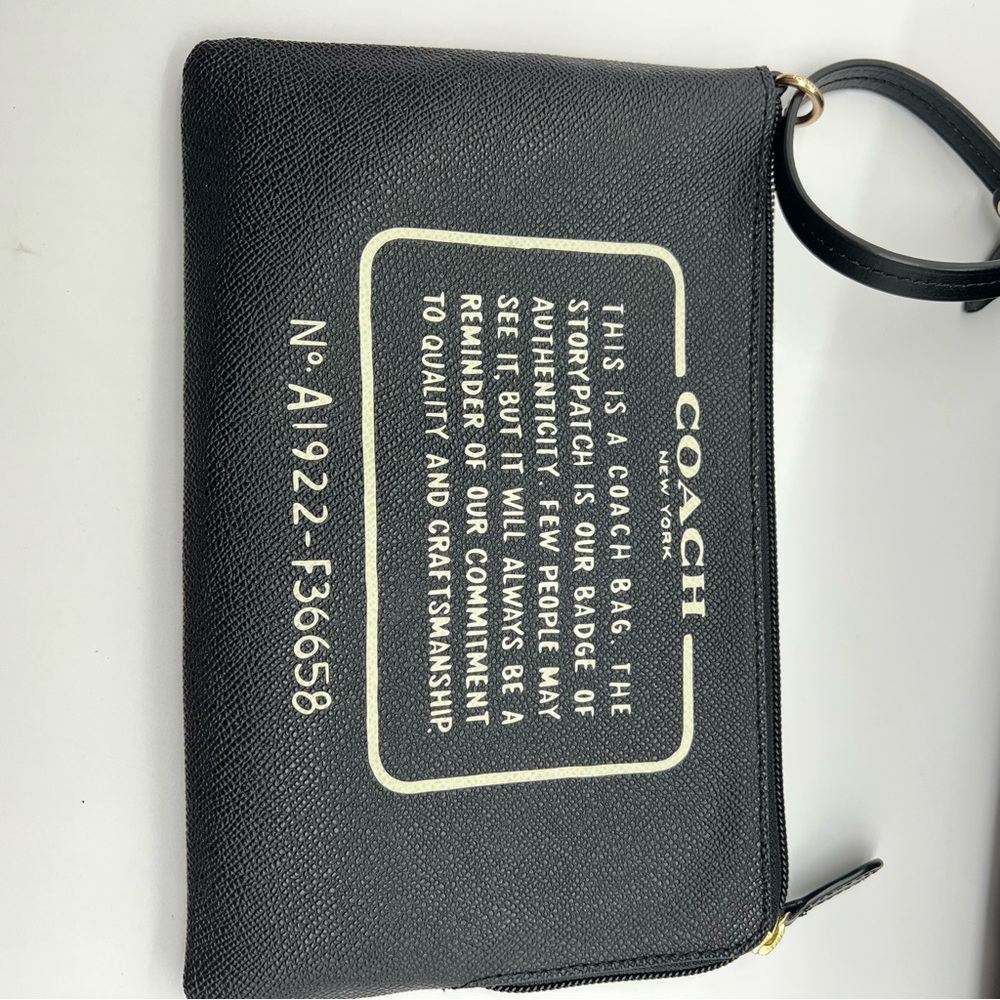 COACH
NEW YORK
THIS IS A COACH BAG. THE
STORYPATCH IS OUR BADGE OF
AUTHENTICITY. FEW PEOPLE MAY
SEE IT, BUT IT WILL ALWAYS BE A
REMINDER OF OUR COMMITMENT
TO QUALITY AND CRAFTSMANSHIP.
Nº. A1922-F36658